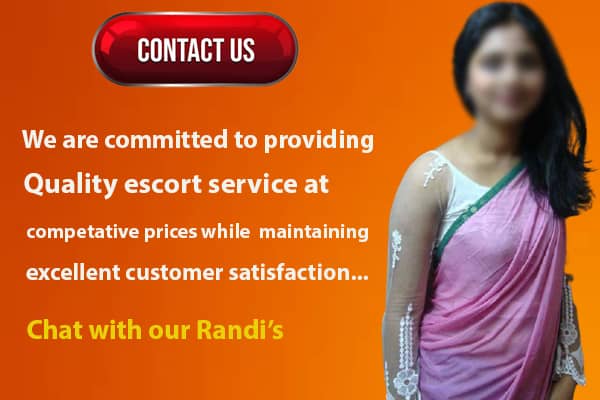 CONTACT US
We are committed to providing
Quality escort service at
competative prices while maintaining
excellent customer satisfaction...
Chat with our Randi's